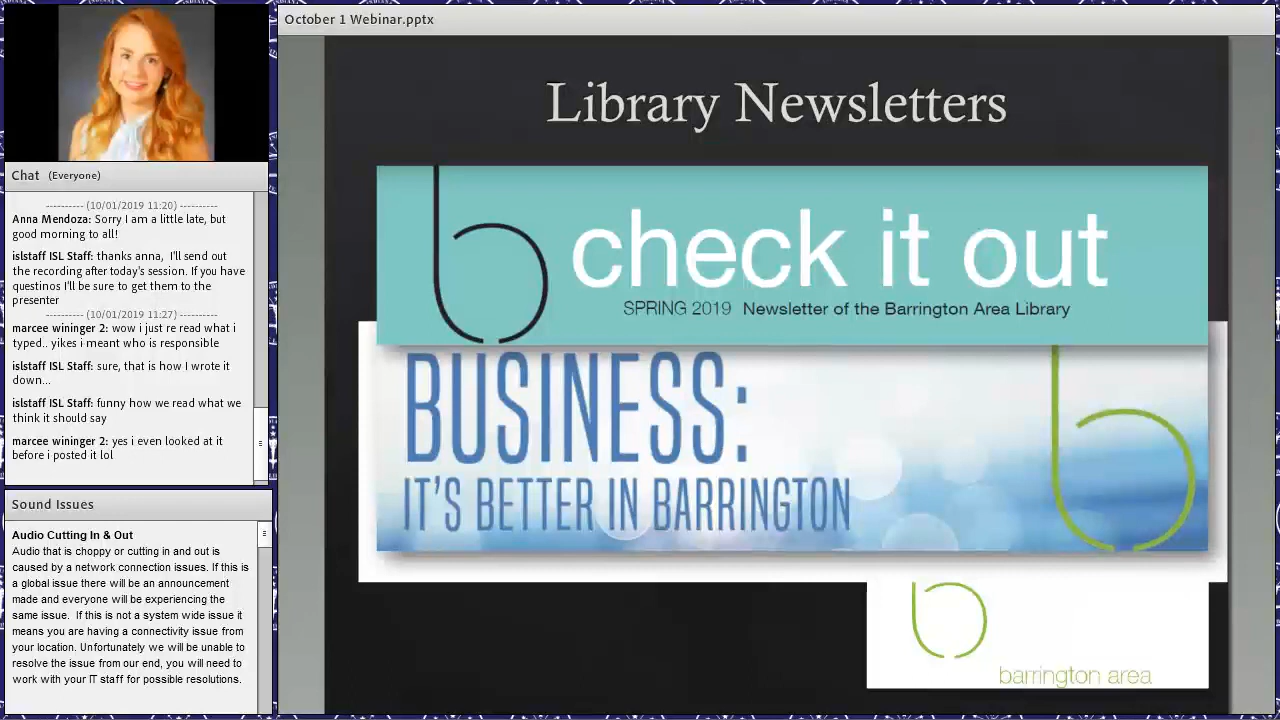 October 1 Webinar.pptx
Chat (Everyone)
---------- (10/01/2019 11:20) ----------
Anna Mendoza: Sorry I am a little late, but
good morning to all!
islstaff ISL Staff: thanks anna, I'll send out
the recording after today's session. If you have
questinos I'll be sure to get them to the
presenter
---------- (10/01/2019 11:27) ----------
marcee wininger 2: wow i just re read what i
typed.. yikes i meant who is responsible
islstaff ISL Staff: sure, that is how I wrote it
down...
islstaff ISL Staff: funny how we read what we
think it should say
marcee wininger 2: yes i even looked at it
before i posted it lol
Sound Issues
Audio Cutting In & Out
Audio that is choppy or cutting in and out is
caused by a network connection issues. If this is
a global issue there will be an announcement
made and everyone will be experiencing the
same issue. If this is not a system wide issue it
means you are having a connectivity issue from
your location. Unfortunately we will be unable to
resolve the issue from our end, you will need to
work with your IT staff for possible resolutions.
Library Newsletters
b check it out
SPRING 2019 Newsletter of the Barrington Area Library
BUSINESS:
IT'S BETTER IN BARRINGTON
b
b
barrington area